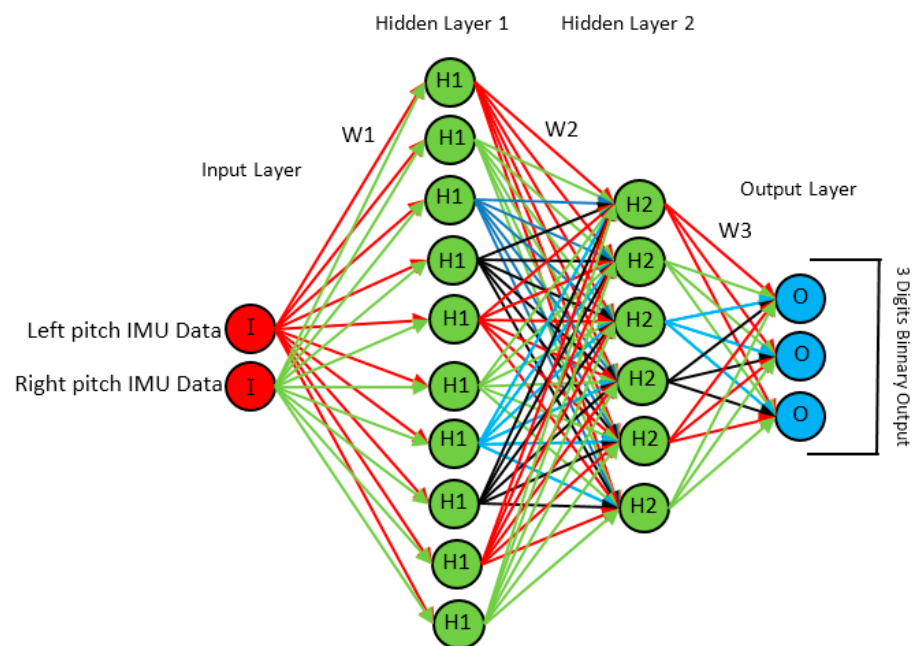 Hidden Layer 1
Hidden Layer 2
Input Layer
Output Layer
W1
W2
W3
Left pitch IMU Data
Right pitch IMU Data
I
I
H1
H1
H1
H1
H1
H1
H1
H1
H1
H1
H2
H2
H2
H2
H2
H2
O
O
O
3 Digits Binnary Output